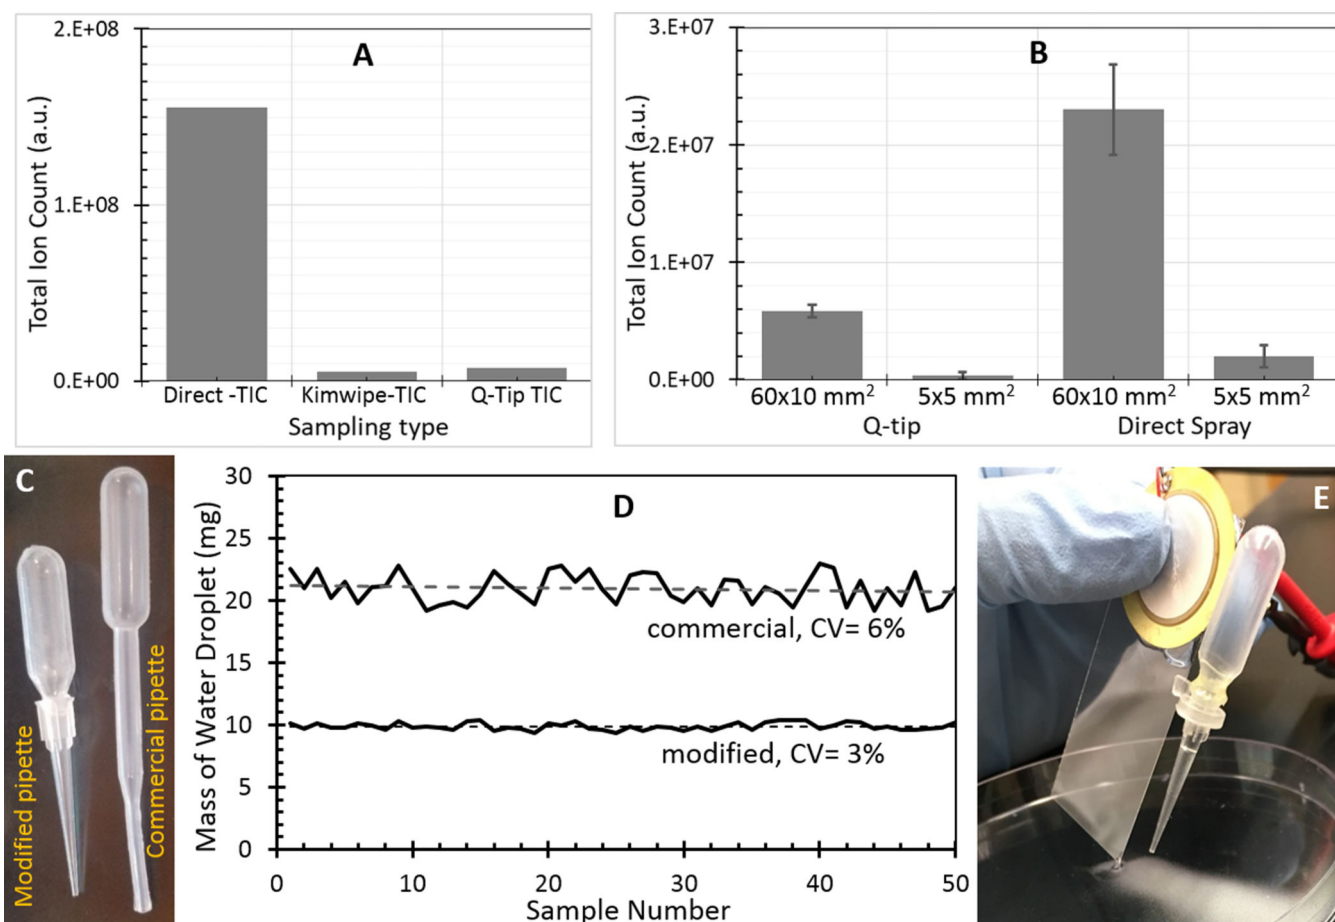 A
Total Ion Count (a.u.)
2.E+08
1.E+08
0.E+00
Direct -TIC
Kimwipe-TIC
Q-Tip TIC
Sampling type
B
Total Ion Count (a.u.)
3.E+07
2.E+07
1.E+07
0.E+00
60x10 mm²
5x5 mm²
60x10 mm²
5x5 mm²
Q-tip
Direct Spray
C
Modified pipette
Commercial pipette
D
Mass of Water Droplet (mg)
30
25
20
15
10
5
0
commercial, CV= 6%
modified, CV= 3%
0
10
20
30
40
50
Sample Number
E